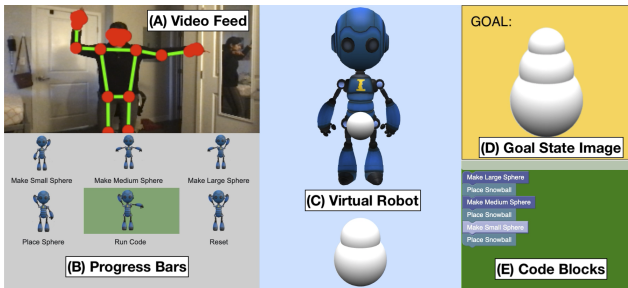 (A) Video Feed
Make Small Sphere
Make Medium Sphere
Make Large Sphere
Place Sphere
Run Code
Reset
(B) Progress Bars
I
(C) Virtual Robot
GOAL:
(D) Goal State Image
Make Large Sphere
Place Snowball
Make Medium Sphere
Place Snowball
Make Small Sphere
Place Snowball
(E) Code Blocks